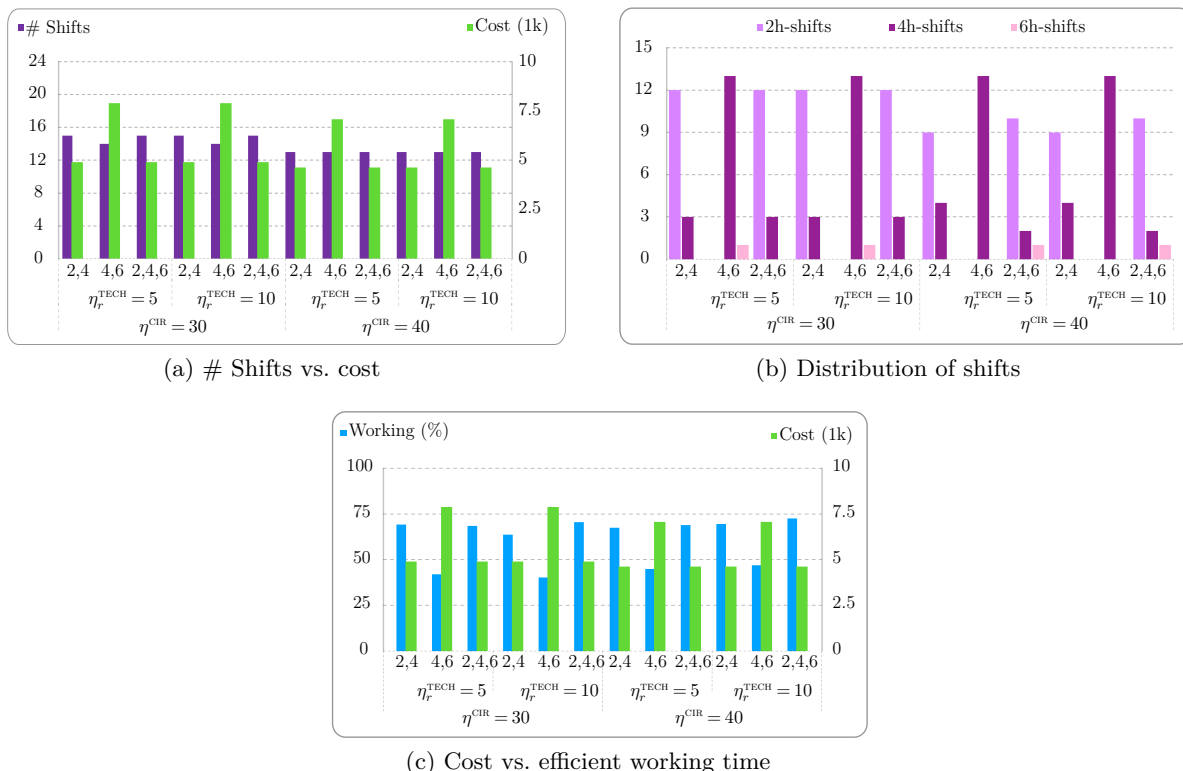 # Shifts Cost (1k)
24 10
20
7.5
16
12 5
8
2.5
4
0 0
2,4 4,6 2,4,6 2,4 4,6 2,4,6 2,4 4,6 2,4,6 2,4 4,6 2,4,6
η_r^TECH = 5 η_r^TECH = 10 η_r^TECH = 5 η_r^TECH = 10
η^CIR = 30 η^CIR = 40
(a) # Shifts vs. cost
2h-shifts 4h-shifts 6h-shifts
15
12
9
6
3
0
2,4 4,6 2,4,6 2,4 4,6 2,4,6 2,4 4,6 2,4,6 2,4 4,6 2,4,6
η_r^TECH = 5 η_r^TECH = 10 η_r^TECH = 5 η_r^TECH = 10
η^CIR = 30 η^CIR = 40
(b) Distribution of shifts
Working (%) Cost (1k)
100 10
75 7.5
50 5
25 2.5
0 0
2,4 4,6 2,4,6 2,4 4,6 2,4,6 2,4 4,6 2,4,6 2,4 4,6 2,4,6
η_r^TECH = 5 η_r^TECH = 10 η_r^TECH = 5 η_r^TECH = 10
η^CIR = 30 η^CIR = 40
(c) Cost vs. efficient working time